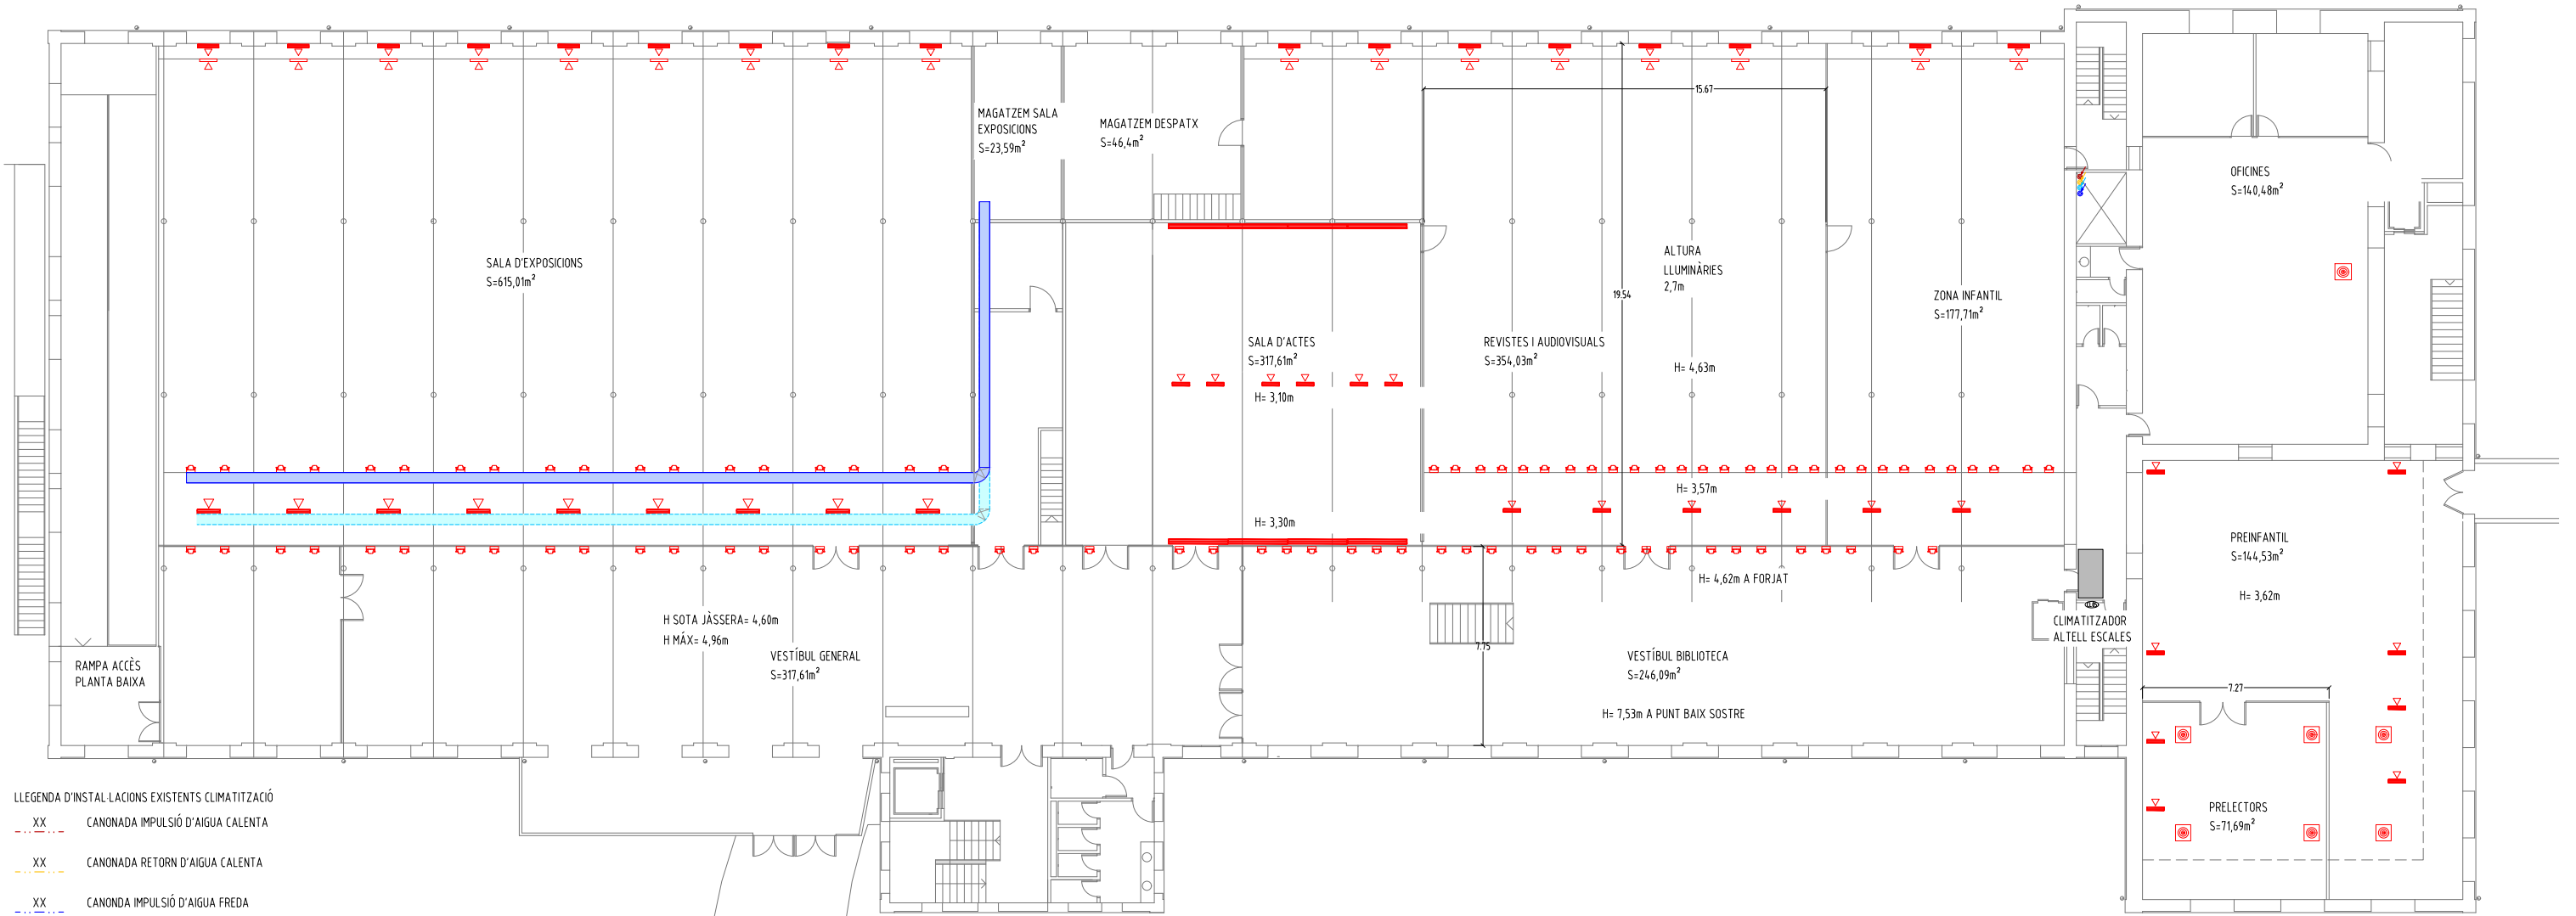 15.67
MAGATZEM SALA
EXPOSICIONS
S=23,59m²
MAGATZEM DESPATX
S=46,4m²
OFICINES
S=140,48m²
SALA D'EXPOSICIONS
S=615,01m²
ALTURA
LLUMINÀRIES
2,7m
19.54
ZONA INFANTIL
S=177,71m²
SALA D'ACTES
S=317,61m²
REVISTES I AUDIOVISUALS
S=354,03m²
H= 4,63m
H= 3,10m
H= 3,57m
H= 3,30m
PREINFANTIL
S=144,53m²
H= 3,62m
H= 4,62m A FORJAT
H SOTA JÀSSERA= 4,60m
H MÁX= 4,96m
CLIMATITZADOR
ALTELL ESCALES
7.75
VESTÍBUL GENERAL
S=317,61m²
VESTÍBUL BIBLIOTECA
S=246,09m²
RAMPA ACCÈS
PLANTA BAIXA
7.27
H= 7,53m A PUNT BAIX SOSTRE
PRELECTORS
S=71,69m²
LLEGENDA D'INSTAL·LACIONS EXISTENTS CLIMATITZACIÓ
XX CANONADA IMPULSIÓ D'AIGUA CALENTA
XX CANONADA RETORN D'AIGUA CALENTA
XX CANONDA IMPULSIÓ D'AIGUA FREDA